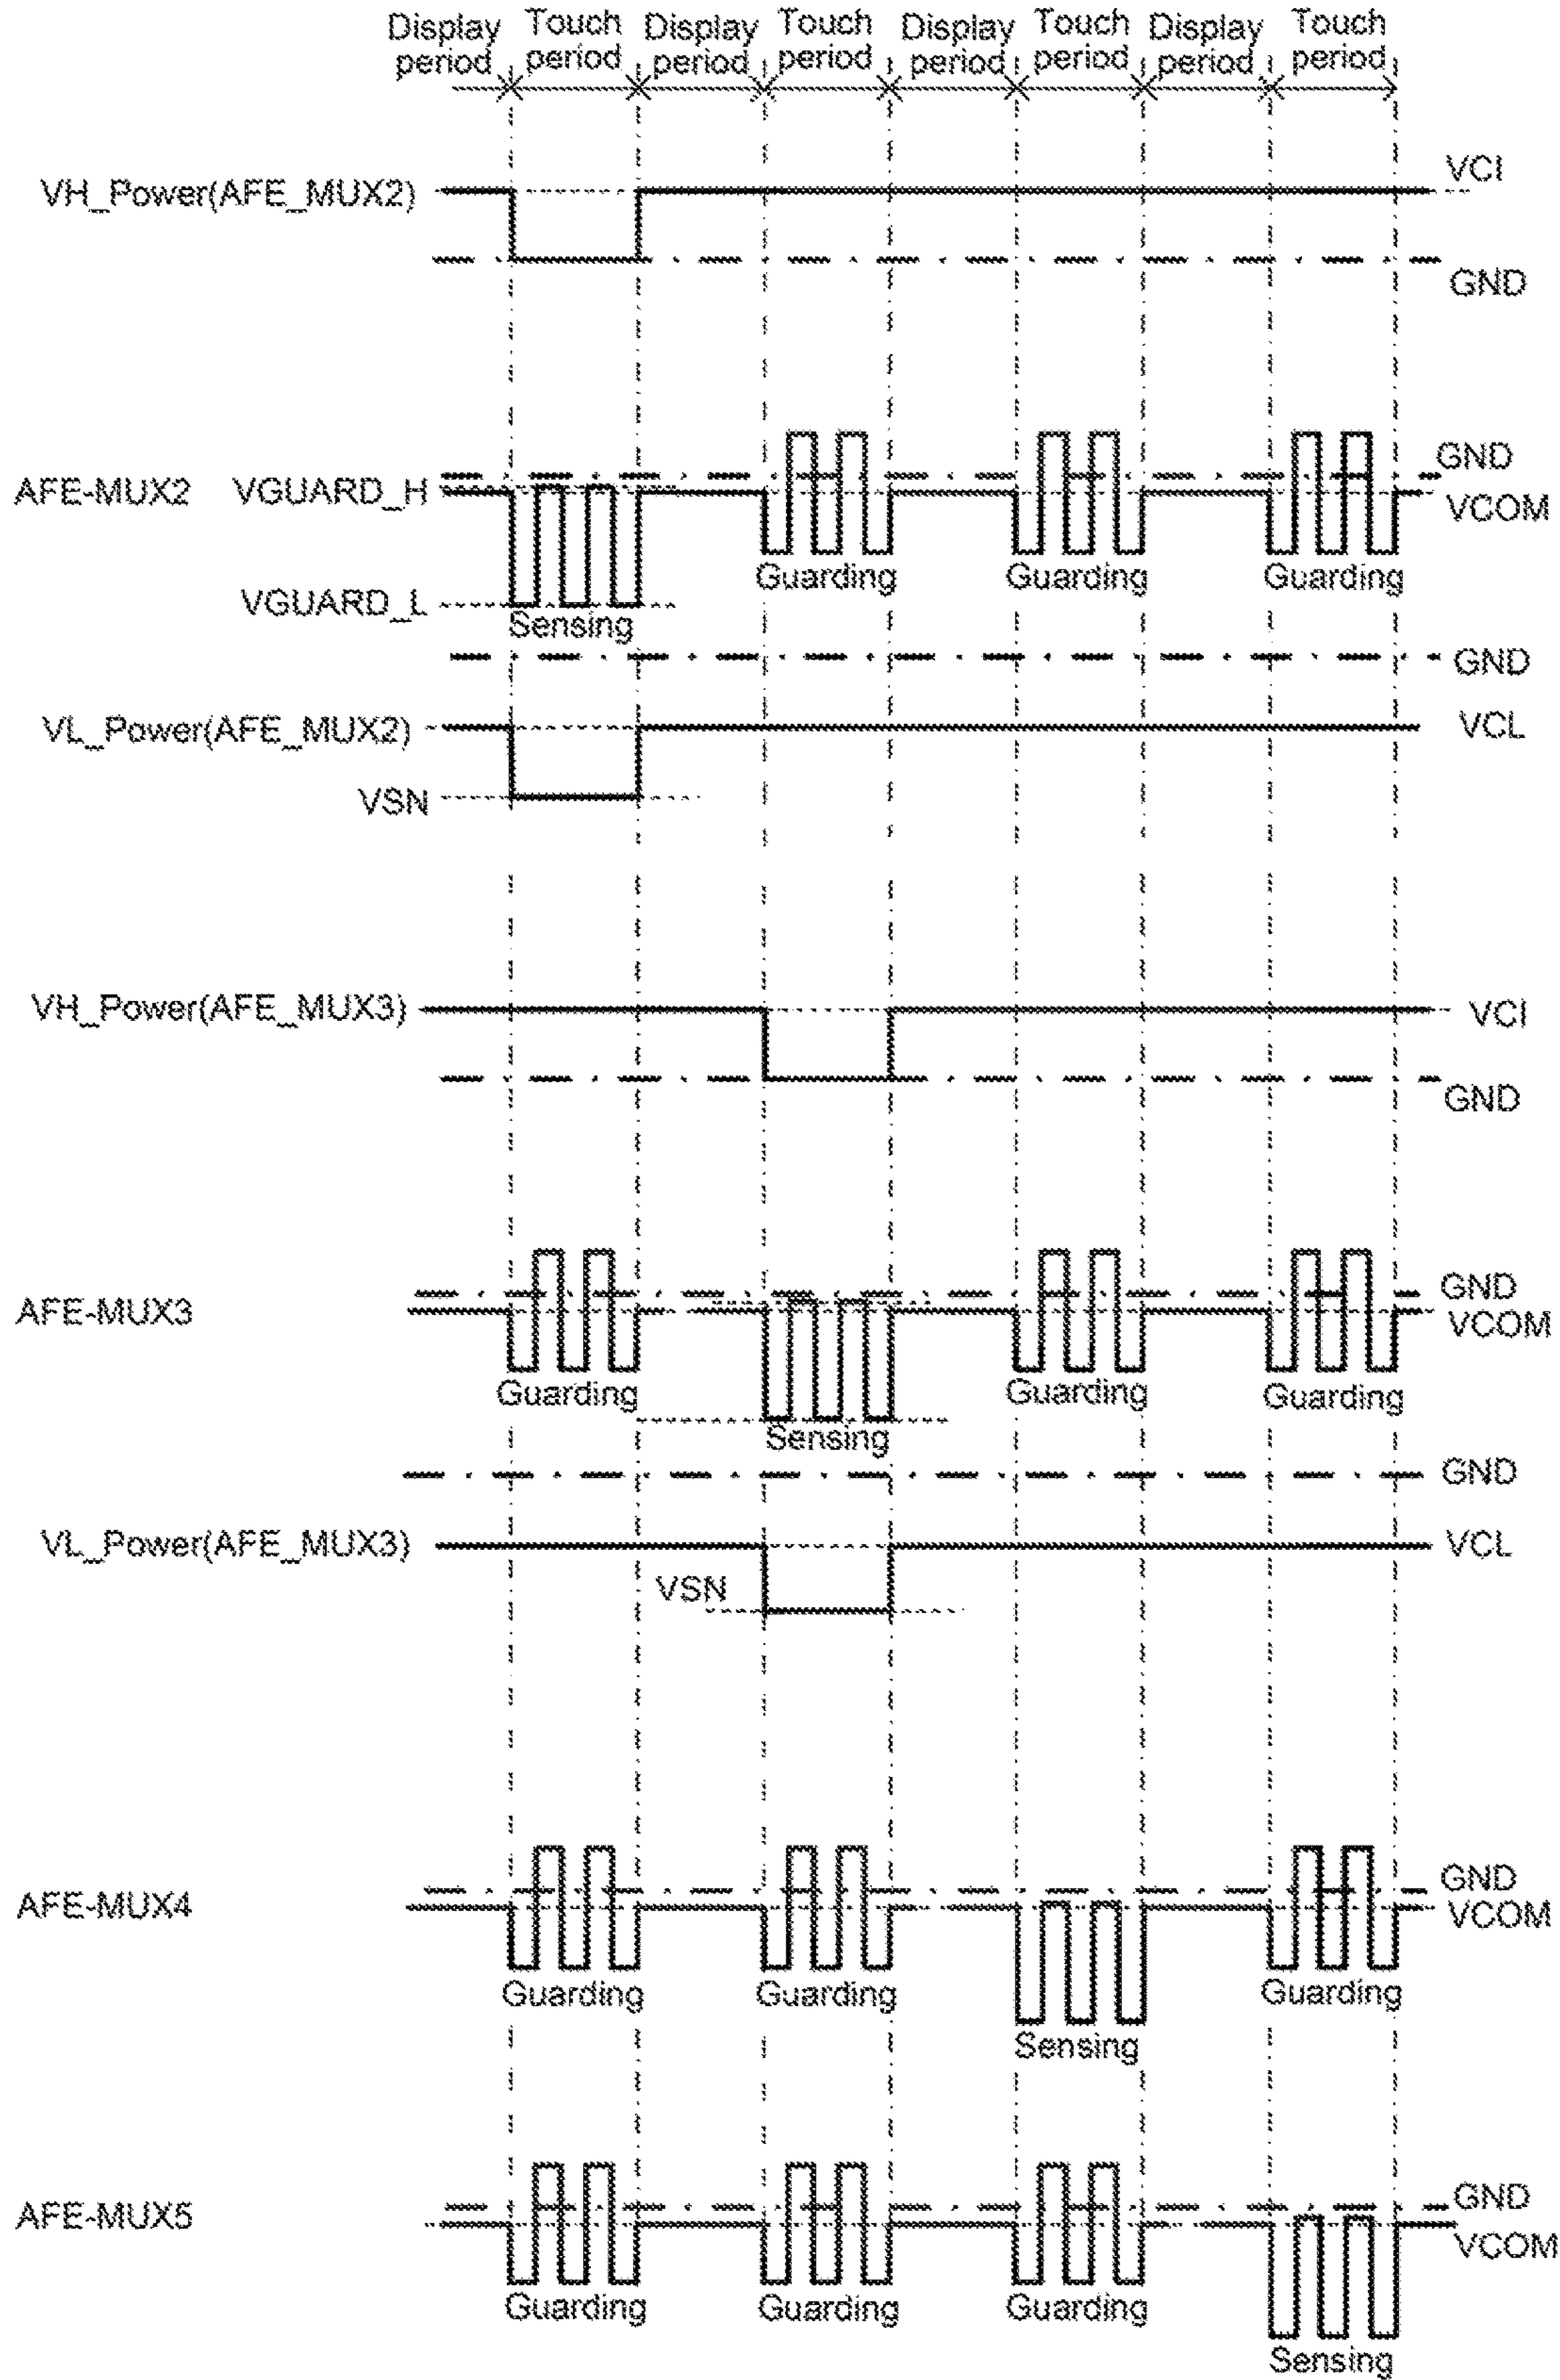 Display period
Touch period
Display period
Touch period
Display period
Touch period
Display period
Touch period
VH_Power(AFE_MUX2)
VCI
GND
AFE-MUX2
VGUARD_H
GND
VCOM
Guarding
Guarding
Guarding
VGUARD_L
Sensing
GND
VL_Power(AFE_MUX2)
VCL
VSN
VH_Power(AFE_MUX3)
VCI
GND
AFE-MUX3
GND
VCOM
Guarding
Guarding
Guarding
Sensing
GND
VL_Power(AFE_MUX3)
VCL
VSN
AFE-MUX4
GND
VCOM
Guarding
Guarding
Guarding
Sensing
AFE-MUX5
GND
VCOM
Guarding
Guarding
Guarding
Sensing